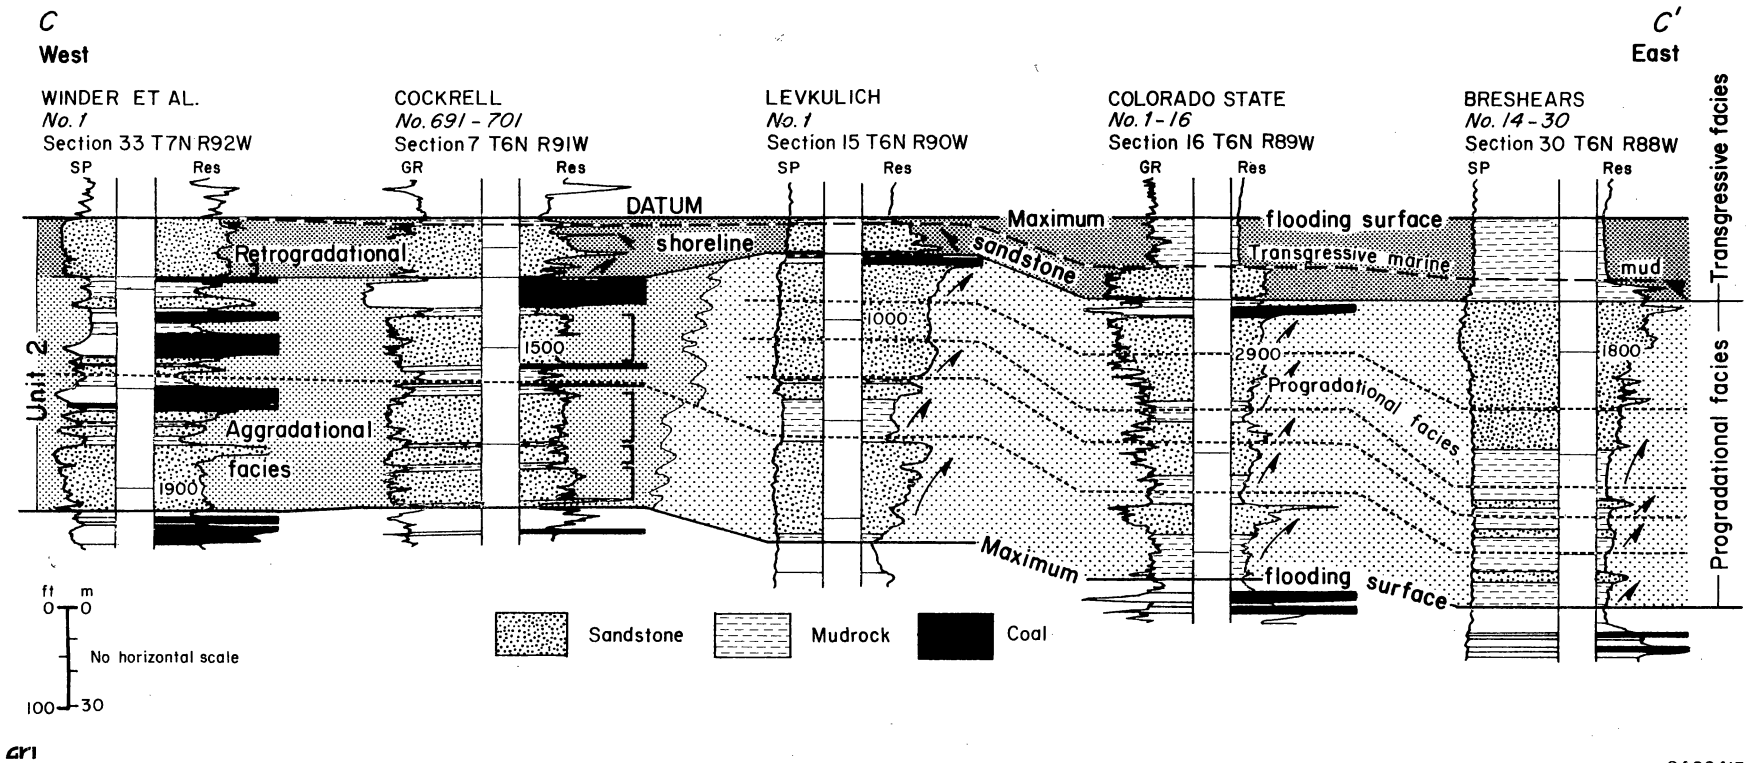 C
C'
West
East
WINDER ET AL.
No. 1
Section 33 T7N R92W
SP
Res
COCKRELL
No. 691-701
Section 7 T6N R91W
GR
Res
LEVKULICH
No. 1
Section 15 T6N R90W
SP
Res
COLORADO STATE
No. 1-16
Section 16 T6N R89W
GR
Res
BRESHEARS
No. 14-30
Section 30 T6N R88W
SP
Res
DATUM
Maximum flooding surface
Retrogradational shoreline sandstone
Transgressive marine mud
Transgressive facies
Unit 2
1000
1500
2900
1800
Progradational facies
Aggradational
facies
1900
Progradational facies
Maximum flooding surface
ft m
0 0
100 30
No horizontal scale
Sandstone
Mudrock
Coal